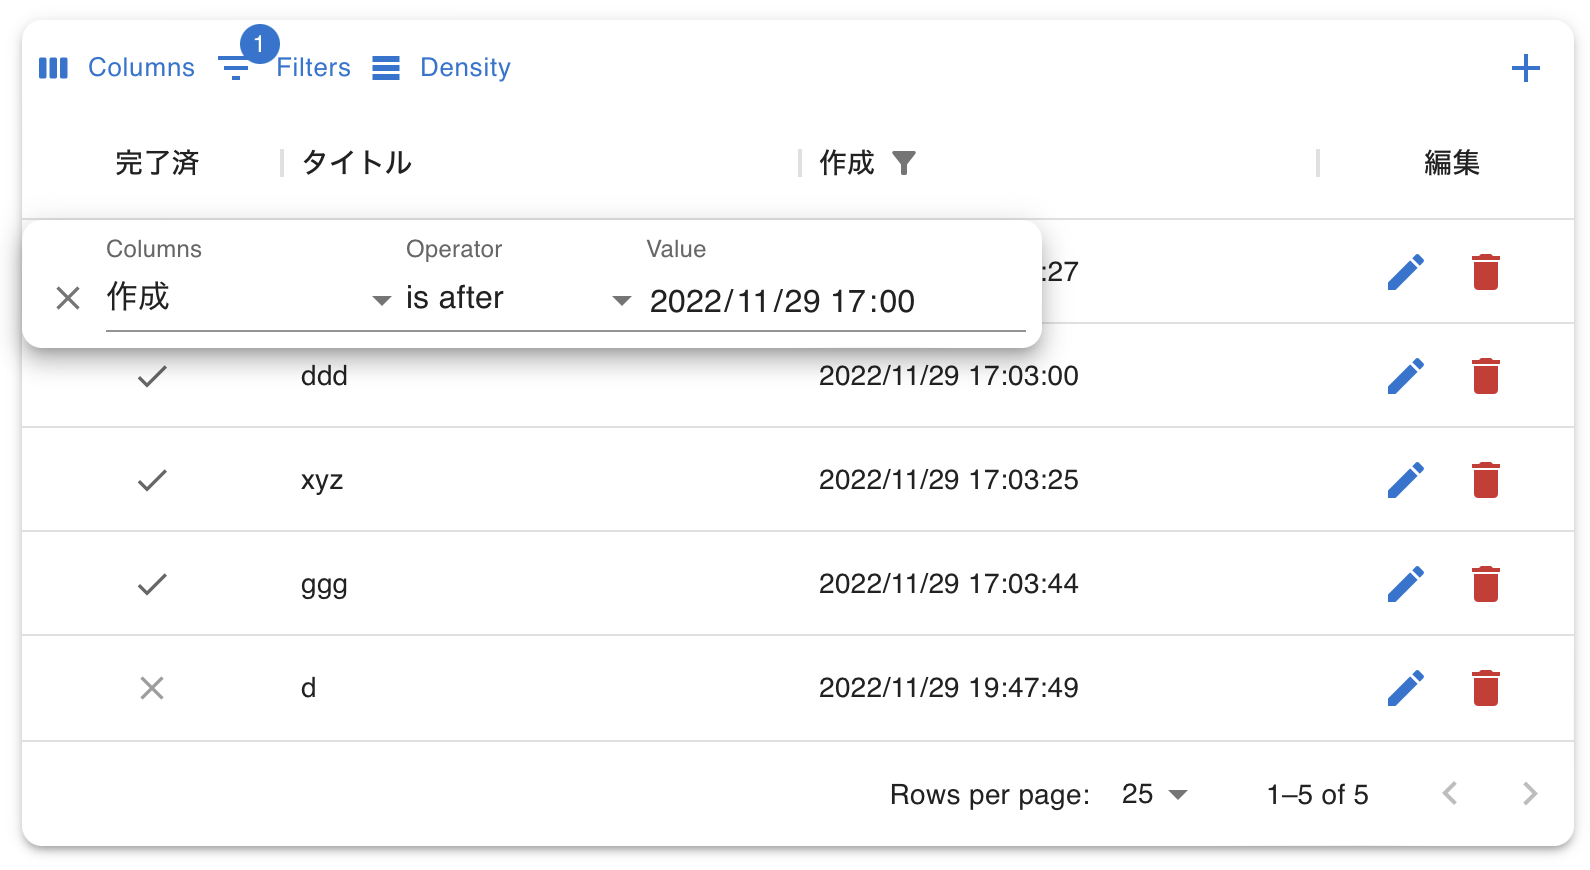 Columns 1 Filters Density
完了済 タイトル 作成 編集
Columns Operator Value
作成 is after 2022/11/29 17:00
:27
ddd 2022/11/29 17:03:00
xyz 2022/11/29 17:03:25
ggg 2022/11/29 17:03:44
d 2022/11/29 19:47:49
Rows per page: 25 1–5 of 5